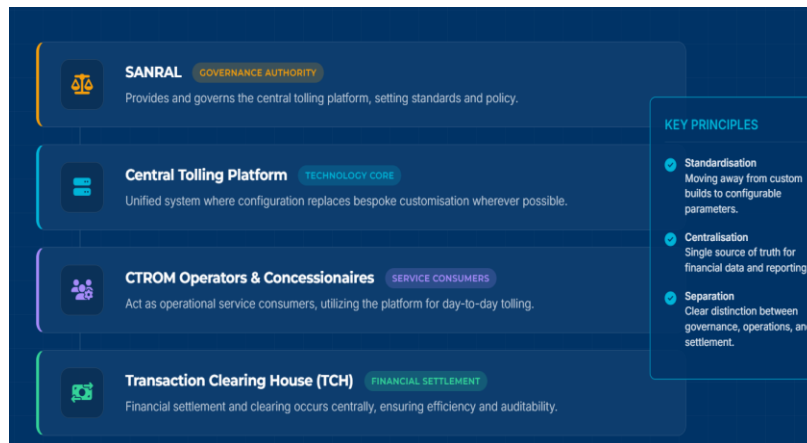 SANRAL GOVERNANCE AUTHORITY
Provides and governs the central tolling platform, setting standards and policy.
Central Tolling Platform TECHNOLOGY CORE
Unified system where configuration replaces bespoke customisation wherever possible.
CTROM Operators & Concessionaires SERVICE CONSUMERS
Act as operational service consumers, utilizing the platform for day-to-day tolling.
Transaction Clearing House (TCH) FINANCIAL SETTLEMENT
Financial settlement and clearing occurs centrally, ensuring efficiency and auditability.
KEY PRINCIPLES
Standardisation
Moving away from custom
builds to configurable
parameters.
Centralisation
Single source of truth for
financial data and reporting
Separation
Clear distinction between
governance, operations, an
settlement.